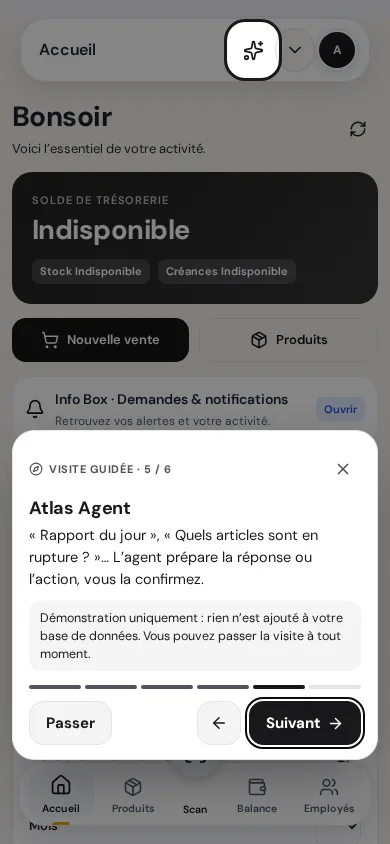 Accueil
A
Bonsoir
Voici l'essentiel de votre activité.
SOLDE DE TRÉSORERIE
Indisponible
Stock Indisponible
Créances Indisponible
Nouvelle vente
Produits
Info Box · Demandes & notifications
Retrouvez vos alertes et votre activité.
Ouvrir
VISITE GUIDÉE · 5 / 6
Atlas Agent
« Rapport du jour », « Quels articles sont en
rupture ? »… L'agent prépare la réponse ou
l'action, vous la confirmez.
Démonstration uniquement : rien n'est ajouté à votre
base de données. Vous pouvez passer la visite à tout
moment.
Passer
Suivant
Accueil
Produits
Scan
Balance
Employés
Mois